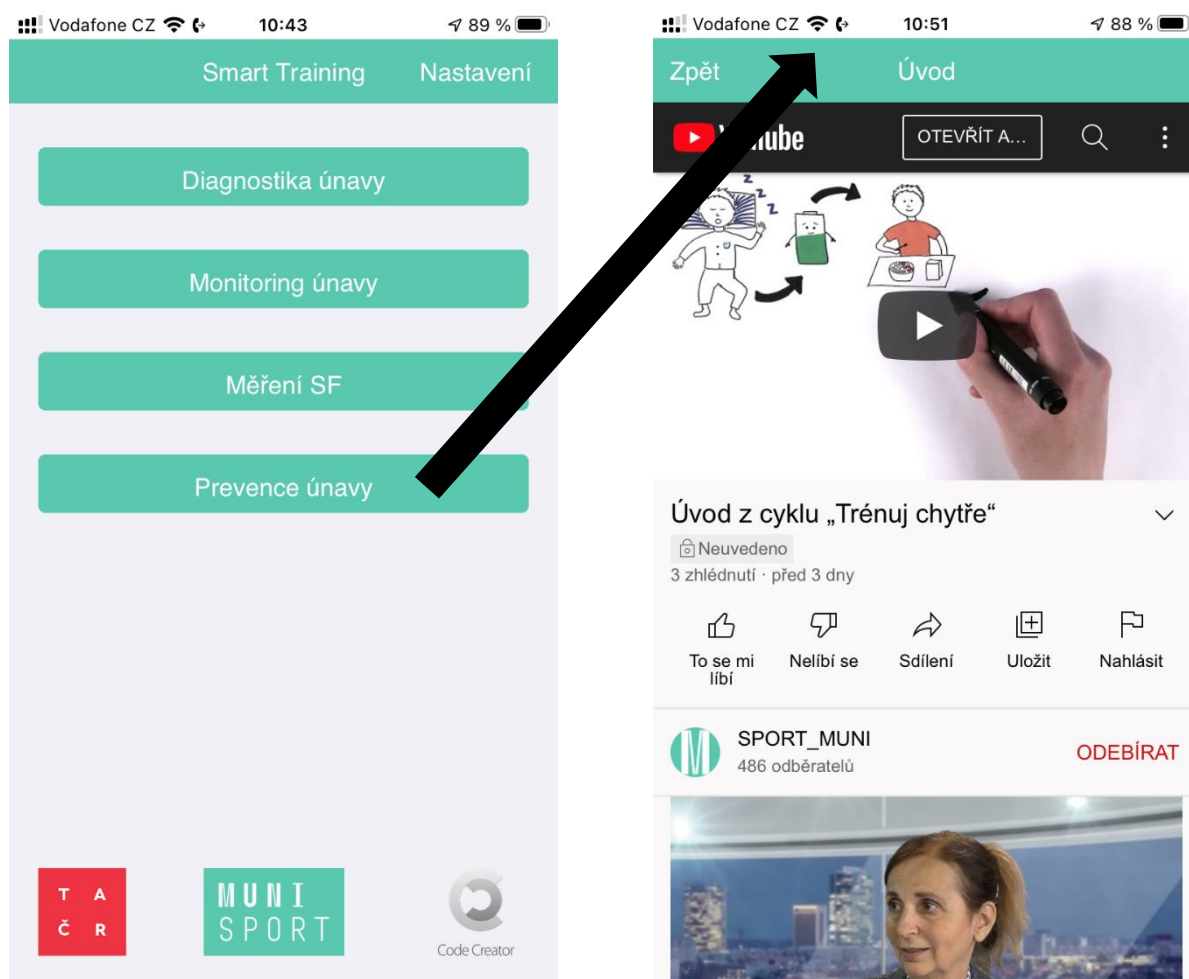 Vodafone CZ 10:43 89 %
Smart Training Nastavení
Diagnostika únavy
Monitoring únavy
Měření SF
Prevence únavy
T A
Č R
MUNI
SPORT
Code Creator
Vodafone CZ 10:51 88 %
Zpět Úvod
OTEVŘÍT A...
z
z
z
z
Úvod z cyklu „Trénuj chytře“
Neuvedeno
3 zhlédnutí · před 3 dny
To se mi
líbí
Nelíbí se
Sdílení
Uložit
Nahlásit
M
SPORT_MUNI
486 odběratelů
ODEBÍRAT